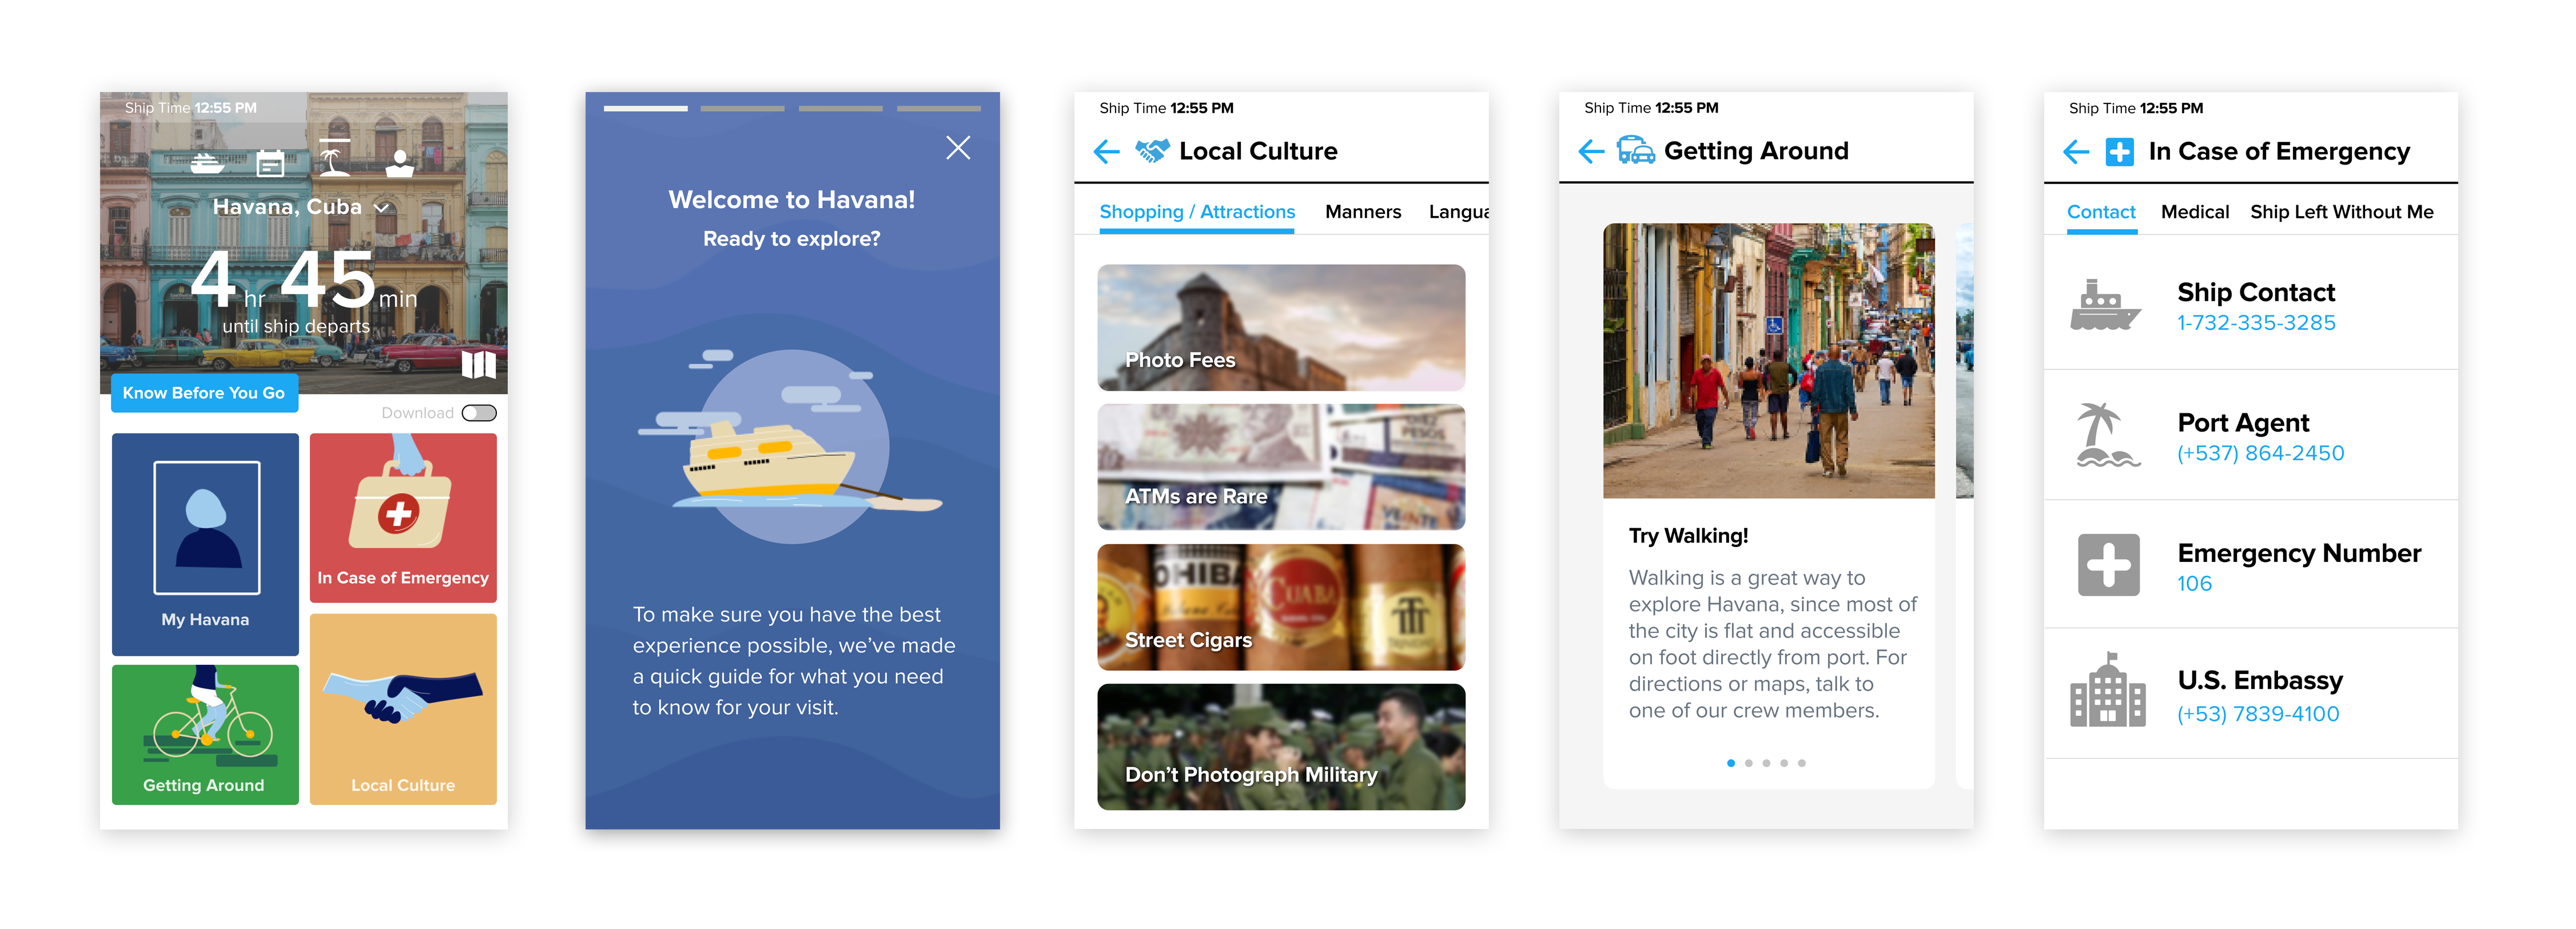 Ship Time 12:55 PM
Havana, Cuba
4 hr 45 min
until ship departs
Know Before You Go
Download
My Havana
In Case of Emergency
Getting Around
Local Culture
Welcome to Havana!
Ready to explore?
To make sure you have the best
experience possible, we’ve made
a quick guide for what you need
to know for your visit.
Ship Time 12:55 PM
Local Culture
Shopping / Attractions Manners Langua
Photo Fees
PESOS
ATMs are Rare
CUABA
Street Cigars
Don’t Photograph Military
Ship Time 12:55 PM
Getting Around
Try Walking!
Walking is a great way to
explore Havana, since most of
the city is flat and accessible
on foot directly from port. For
directions or maps, talk to
one of our crew members.
Ship Time 12:55 PM
In Case of Emergency
Contact Medical Ship Left Without Me
Ship Contact
1-732-335-3285
Port Agent
(+537) 864-2450
Emergency Number
106
U.S. Embassy
(+53) 7839-4100